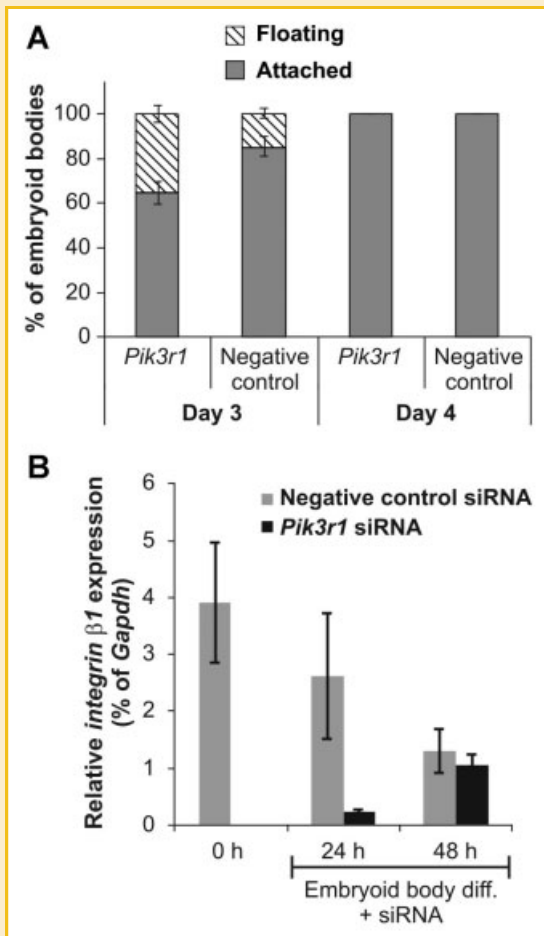 A
Floating
Attached
% of embryoid bodies
100
80
60
40
20
0
Pik3r1
Negative
control
Pik3r1
Negative
control
Day 3
Day 4
B
Relative integrin β1 expression
(% of Gapdh)
6
5
4
3
2
1
0
Negative control siRNA
Pik3r1 siRNA
0 h
24 h
48 h
Embryoid body diff.
+ siRNA